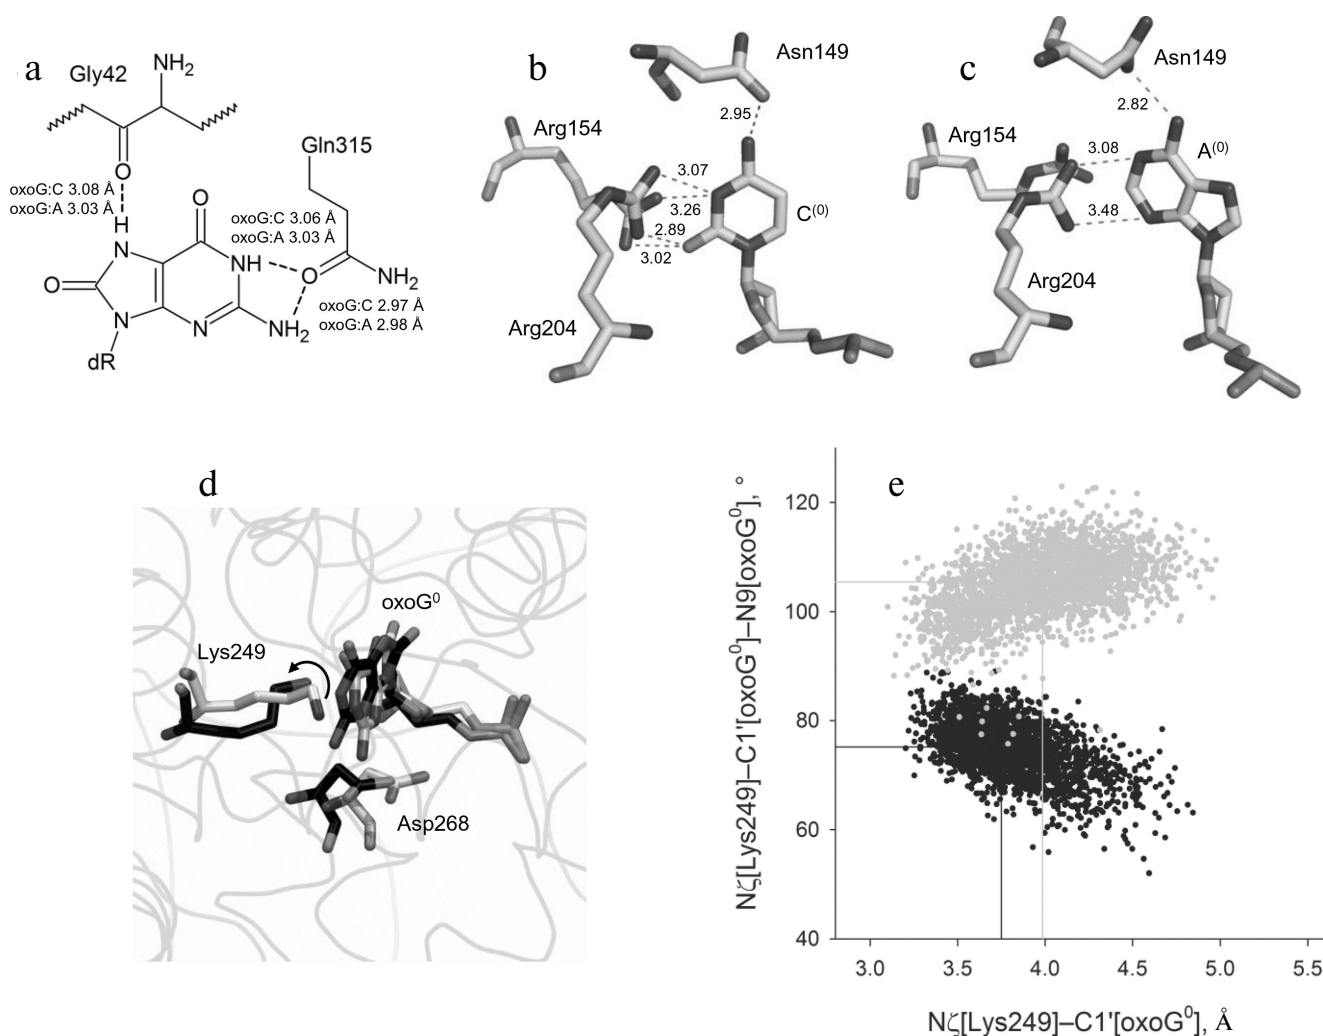 a
Gly42
NH2
Gln315
O
oxoG:C 3.08 Å
oxoG:A 3.03 Å
H
O
oxoG:C 3.06 Å
oxoG:A 3.03 Å
N
NH
O
NH2
O
N
N
NH2
oxoG:C 2.97 Å
oxoG:A 2.98 Å
dR
b
Asn149
2.95
Arg154
3.07
3.26
2.89
3.02
C(0)
Arg204
c
Asn149
2.82
Arg154
3.08
A(0)
3.48
Arg204
d
oxoG0
Lys249
Asp268
e
Nζ[Lys249]–C1'[oxoG0]–N9[oxoG0], °
120
100
80
60
40
3.0 3.5 4.0 4.5 5.0 5.5
Nζ[Lys249]–C1'[oxoG0], Å